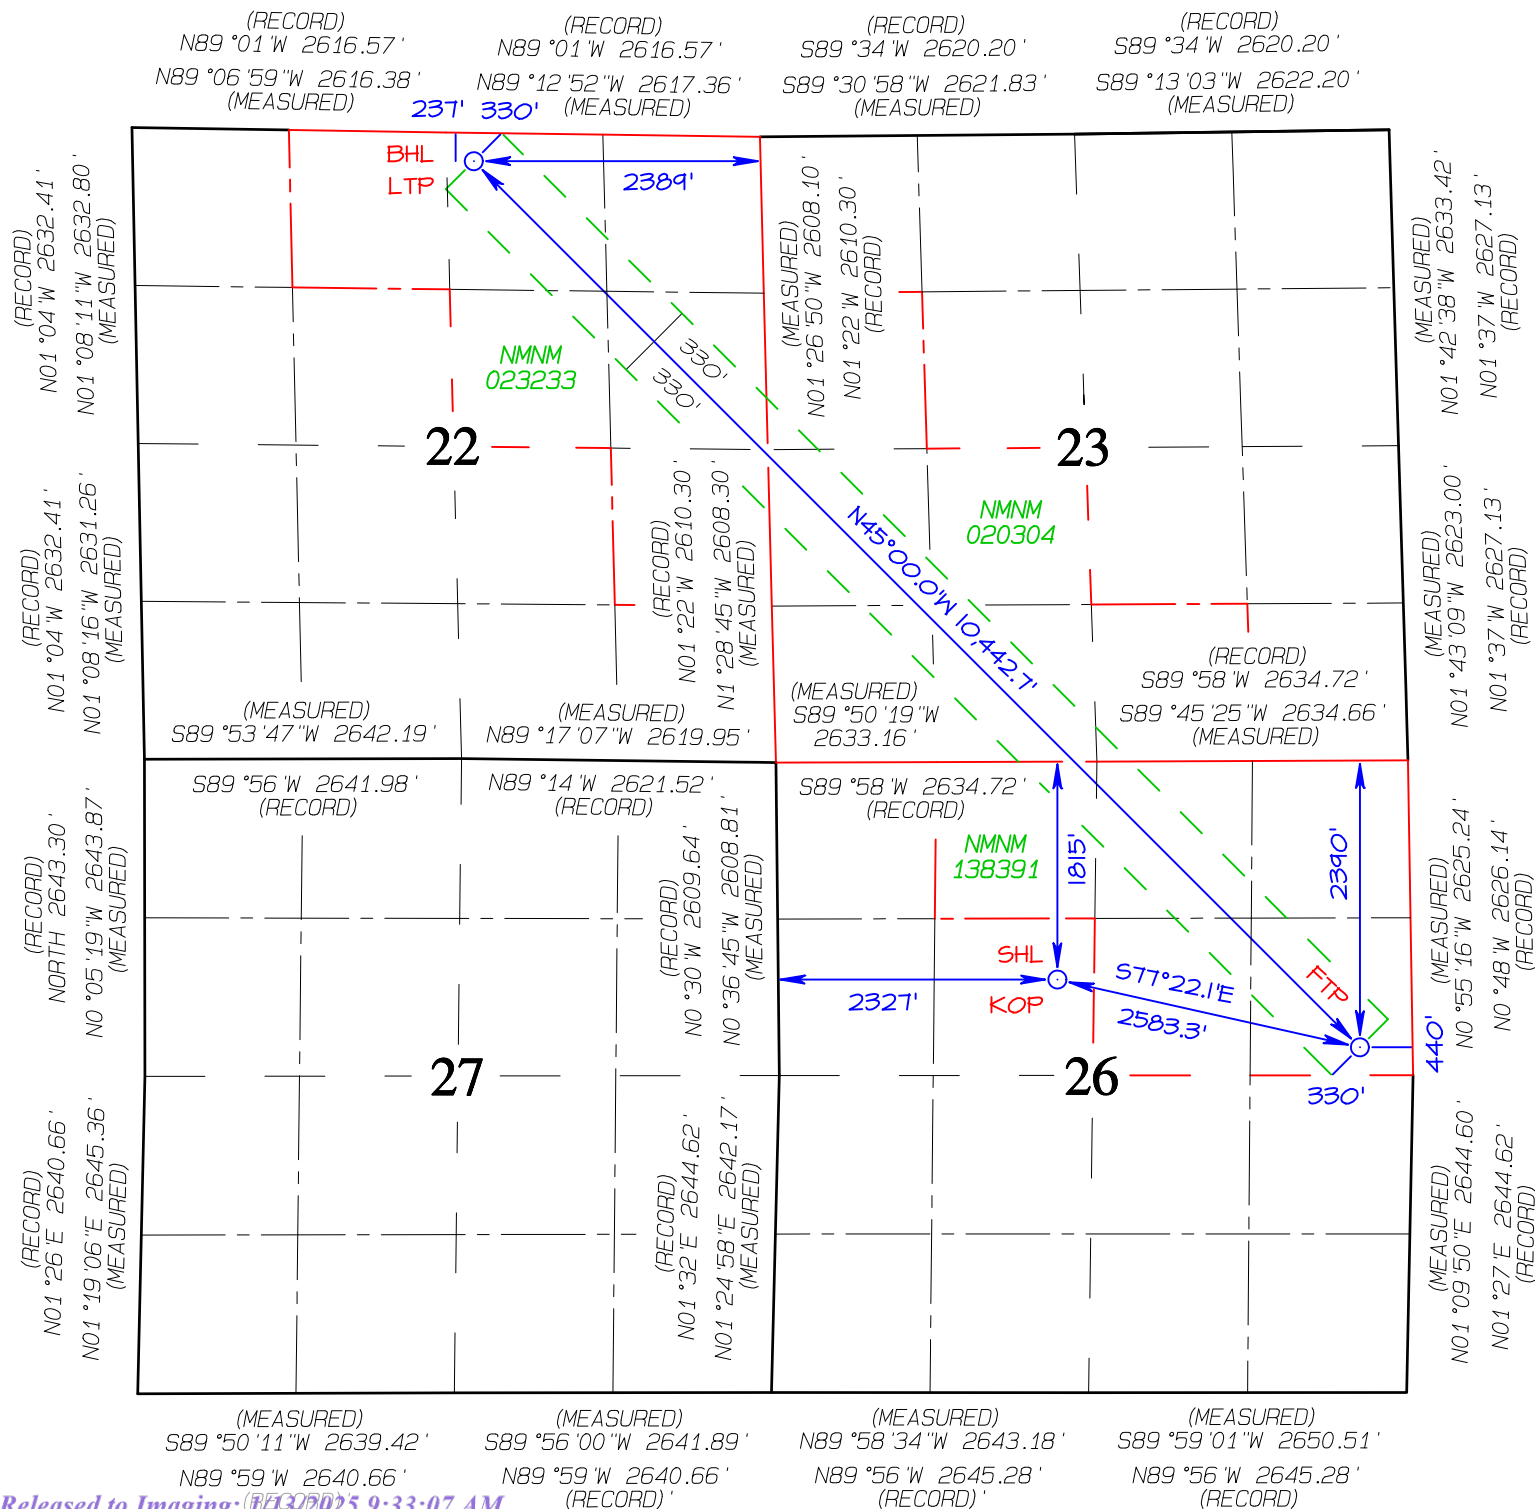 (RECORD)
N89°01'W 2616.57'
N89°06'59"W 2616.38'
(MEASURED)
(RECORD)
N89°01'W 2616.57'
N89°12'52"W 2617.36'
(MEASURED)
(RECORD)
S89°34'W 2620.20'
S89°30'58"W 2621.83'
(MEASURED)
(RECORD)
S89°34'W 2620.20'
S89°13'03"W 2622.20'
(MEASURED)
237' 330'
BHL
LTP
2389'
(RECORD)
N01°04'W 2632.41'
N01°08'11"W 2632.80'
(MEASURED)
(MEASURED)
N01°26'50"W 2608.10'
N01°22'W 2610.30'
(RECORD)
(MEASURED)
N01°42'38"W 2633.42'
N01°37'W 2627.13'
(RECORD)
NMNM
023233
330'
330'
22
23
NMNM
020304
N45°00.0'W 10,442.7'
(RECORD)
N01°04'W 2632.41'
N01°08'16"W 2631.26'
(MEASURED)
(RECORD)
N01°22'W 2610.30'
N1°28'45"W 2608.30'
(MEASURED)
(MEASURED)
N01°43'09"W 2623.00'
N01°37'W 2627.13'
(RECORD)
(MEASURED)
S89°53'47"W 2642.19'
(MEASURED)
N89°17'07"W 2619.95'
(MEASURED)
S89°50'19"W
2633.16'
(RECORD)
S89°58'W 2634.72'
S89°45'25"W 2634.66'
(MEASURED)
S89°56'W 2641.98'
(RECORD)
N89°14'W 2621.52'
(RECORD)
S89°58'W 2634.72'
(RECORD)
NMNM
138391
1815'
2390'
(RECORD)
NORTH 2643.30'
N0°05'19"W 2643.87'
(MEASURED)
(RECORD)
N0°30'W 2609.64'
N0°36'45"W 2608.81'
(MEASURED)
(MEASURED)
N0°55'16"W 2625.24'
N0°48'W 2626.14'
(RECORD)
SHL
KOP
2327'
S77°22.1'E
2583.3'
FTP
440'
330'
27
26
(RECORD)
N01°26'E 2640.66'
N01°19'06"E 2645.36'
(MEASURED)
(RECORD)
N01°32'E 2644.62'
N01°24'58"E 2642.17'
(MEASURED)
(MEASURED)
N01°09'50"E 2644.60'
N01°27'E 2644.62'
(RECORD)
(MEASURED)
S89°50'11"W 2639.42'
N89°59'W 2640.66'
(RECORD)'
(MEASURED)
S89°56'00"W 2641.89'
N89°59'W 2640.66'
(RECORD)'
(MEASURED)
N89°58'34"W 2643.18'
N89°56'W 2645.28'
(RECORD)'
(MEASURED)
S89°59'01"W 2650.51'
N89°56'W 2645.28'
(RECORD)
Released to Imaging: 1/13/2025 9:33:07 AM